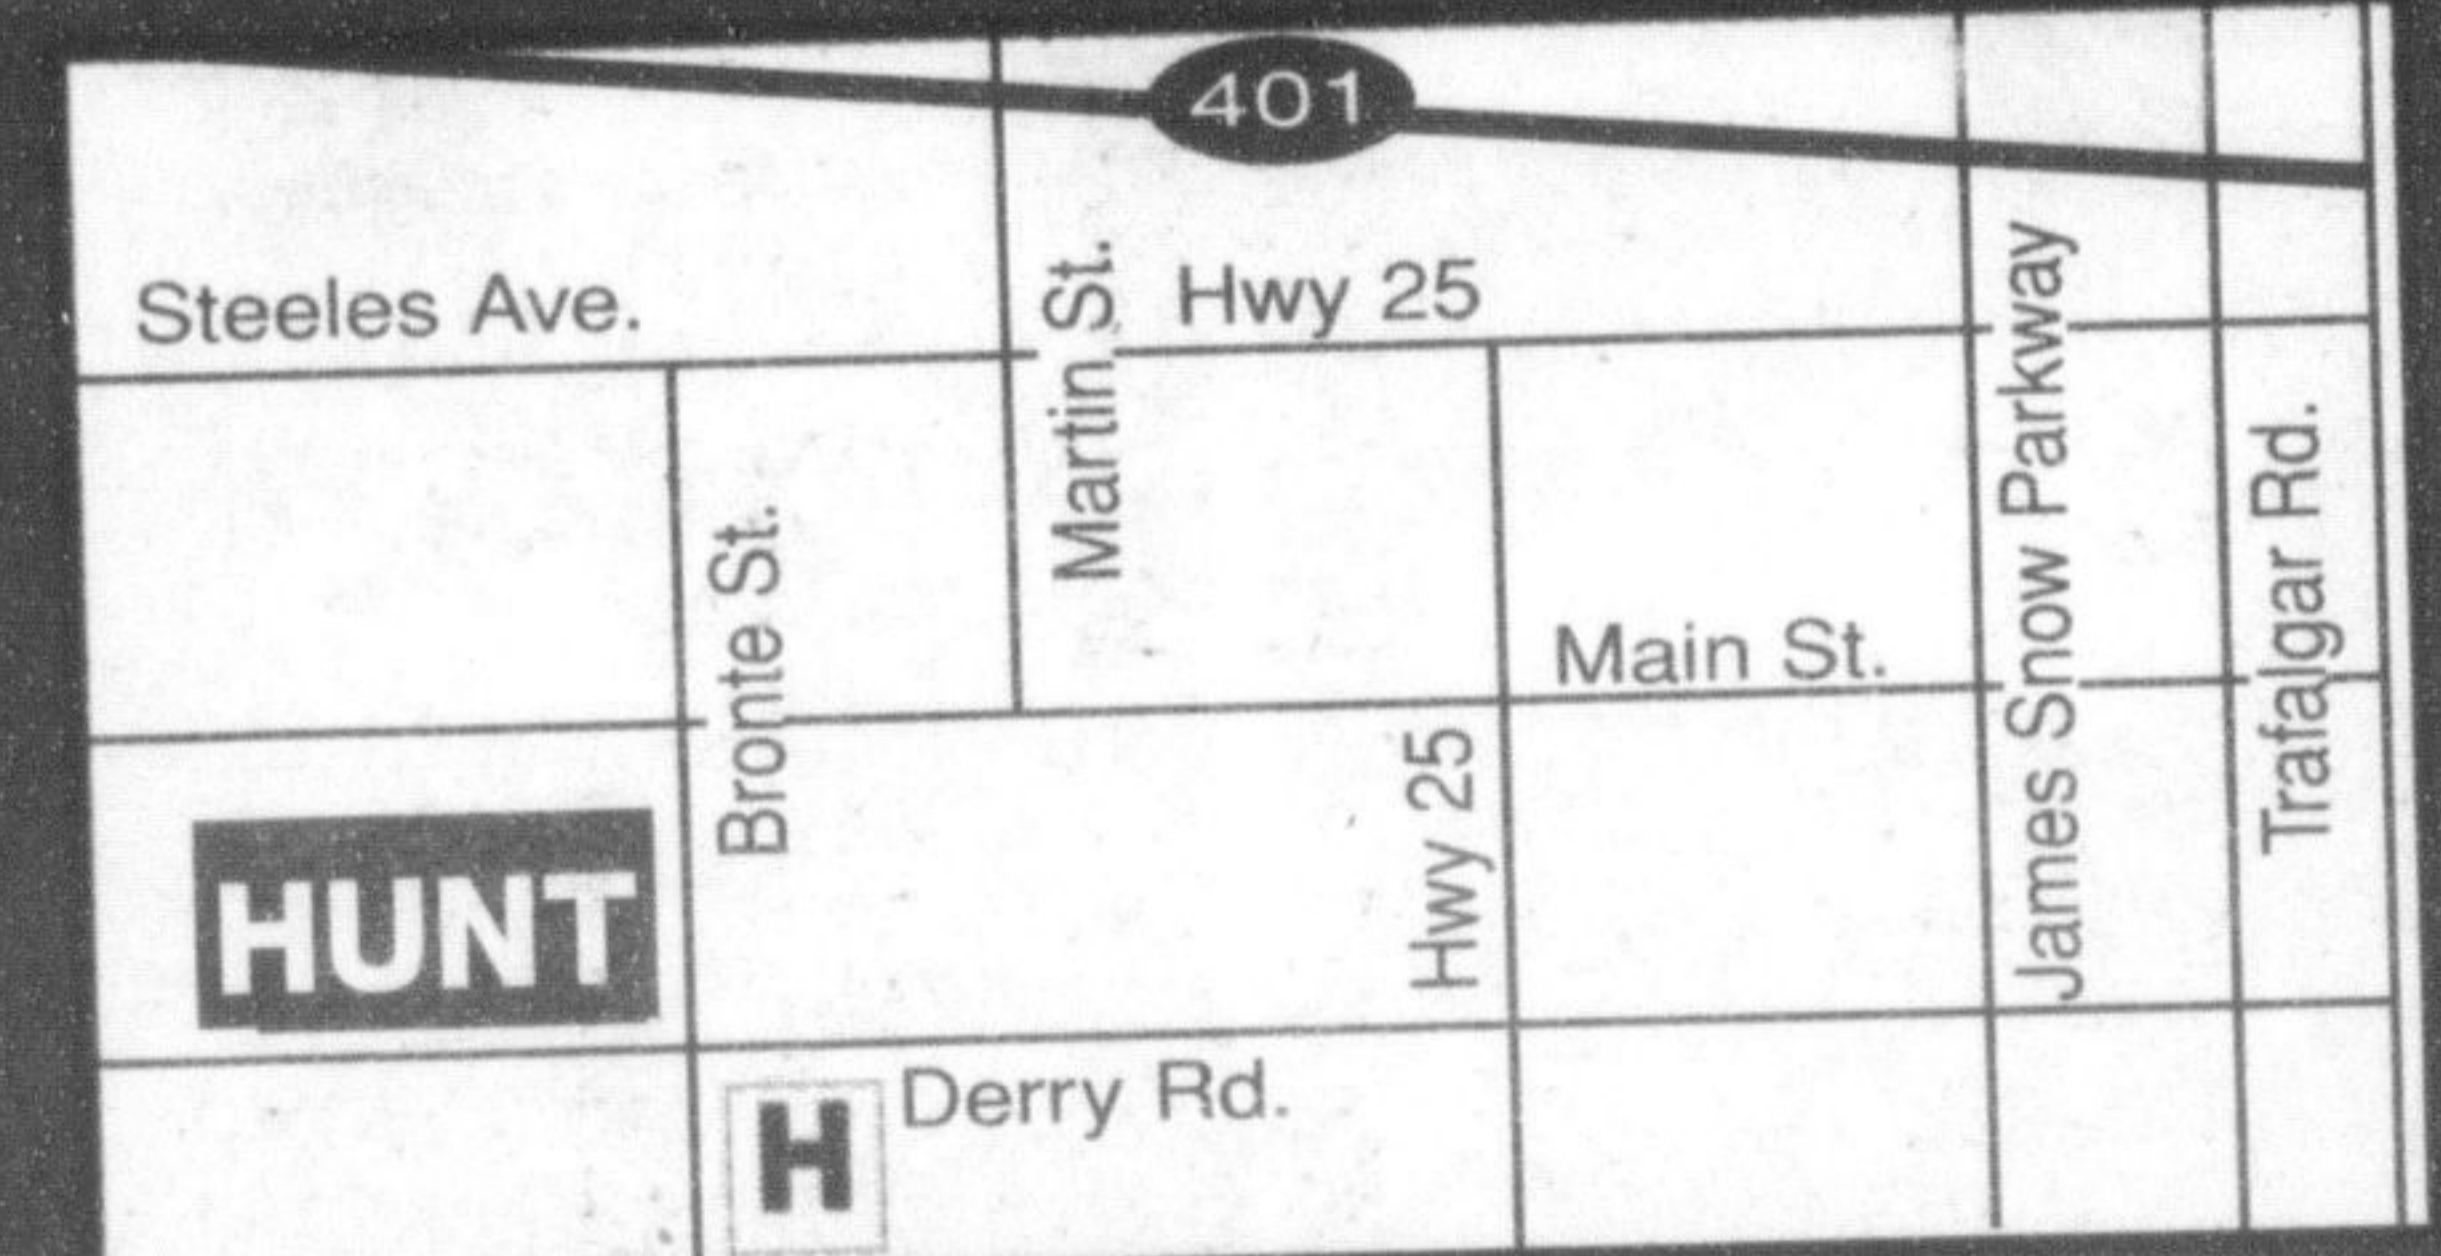 401
Steeles Ave.
Martin St.
Hwy 25
James Snow Parkway
Trafalgar Rd.
Bronte St.
Main St.
Hwy 25
HUNT
H
Derry Rd.